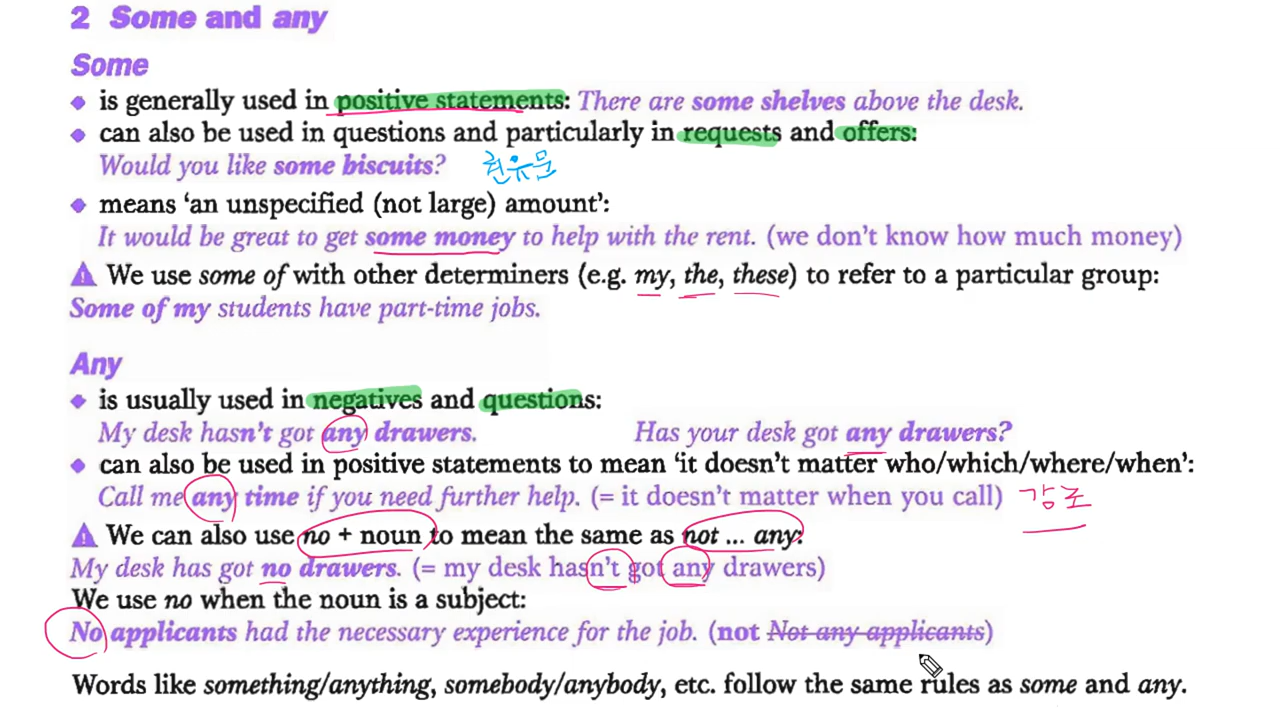 2 Some and any
Some
◆ is generally used in positive statements: There are some shelves above the desk.
◆ can also be used in questions and particularly in requests and offers:
Would you like some biscuits? 권유문
◆ means ‘an unspecified (not large) amount’:
It would be great to get some money to help with the rent. (we don’t know how much money)
⚠ We use some of with other determiners (e.g. my, the, these) to refer to a particular group:
Some of my students have part-time jobs.
Any
◆ is usually used in negatives and questions:
My desk hasn’t got any drawers. Has your desk got any drawers?
◆ can also be used in positive statements to mean ‘it doesn’t matter who/which/where/when’:
Call me any time if you need further help. (= it doesn’t matter when you call) 강조
⚠ We can also use no + noun to mean the same as not ... any:
My desk has got no drawers. (= my desk hasn’t got any drawers)
We use no when the noun is a subject:
No applicants had the necessary experience for the job. (not Not any applicants)
Words like something/anything, somebody/anybody, etc. follow the same rules as some and any.